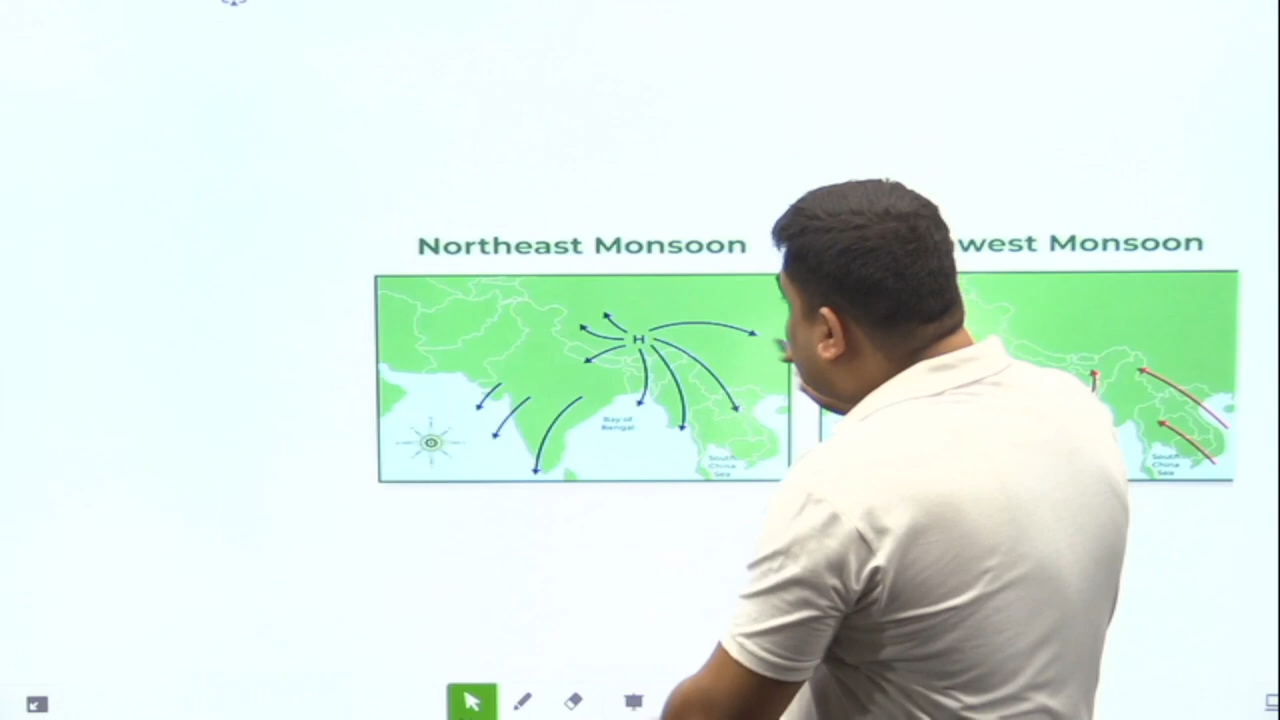 Northeast Monsoon
west Monsoon
H
Bay of
Bengal
South
China
Sea
South
China
Sea